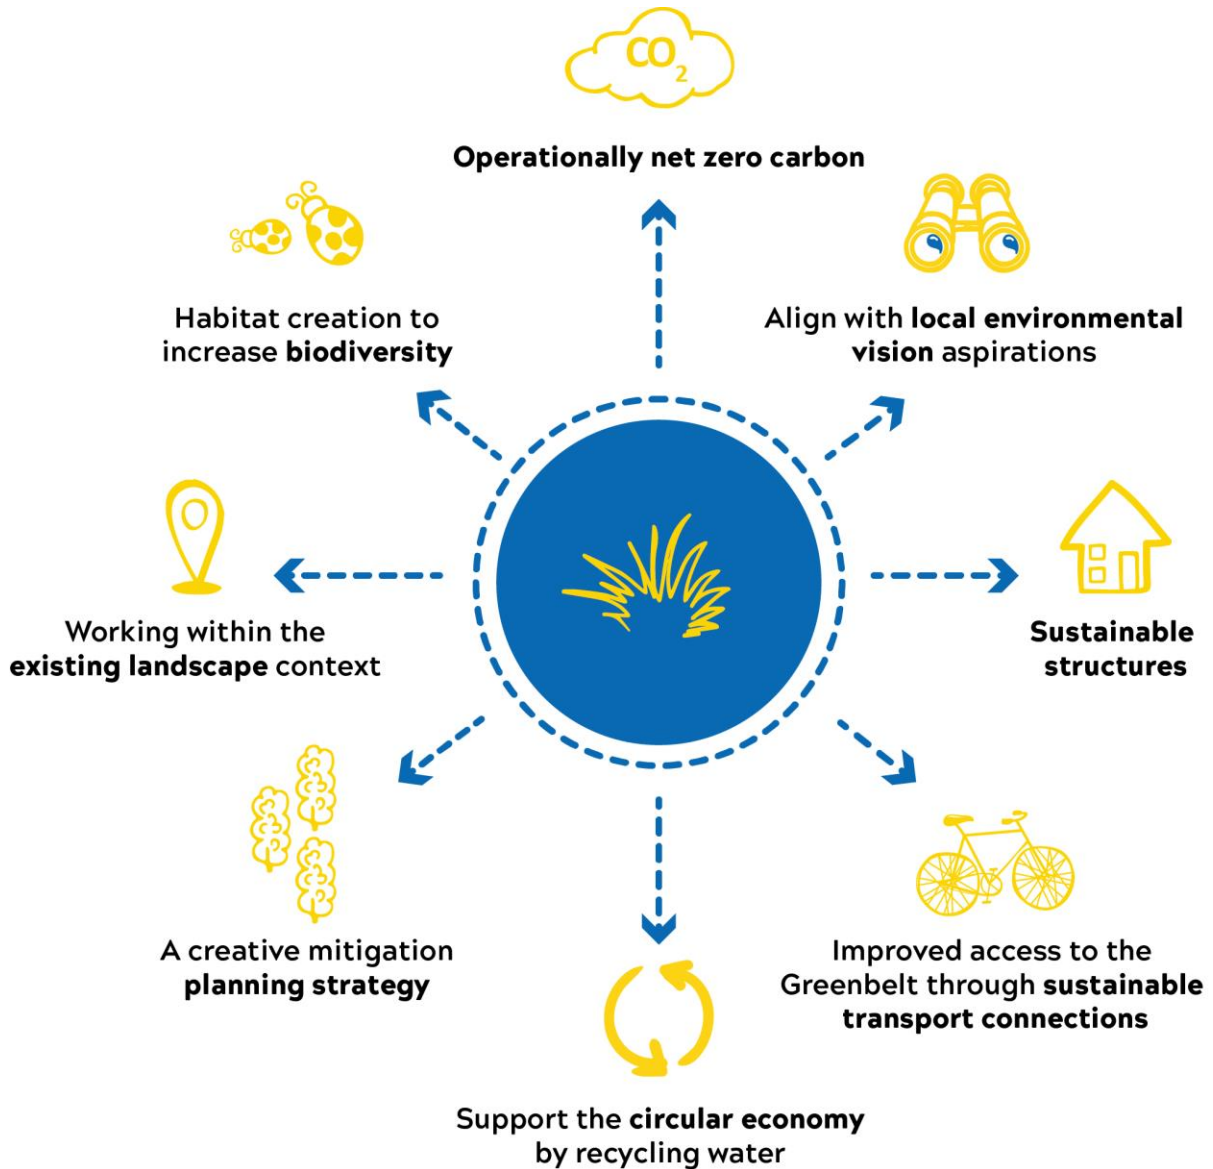 CO2
Operationally net zero carbon
Habitat creation to
increase biodiversity
Align with local environmental
vision aspirations
Working within the
existing landscape context
Sustainable
structures
A creative mitigation
planning strategy
Improved access to the
Greenbelt through sustainable
transport connections
Support the circular economy
by recycling water